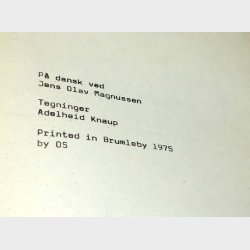 På dansk ved
Jens Olav Magnussen
Tegninger
Adelheid Knaup
Printed in Brumleby 1975
by OS